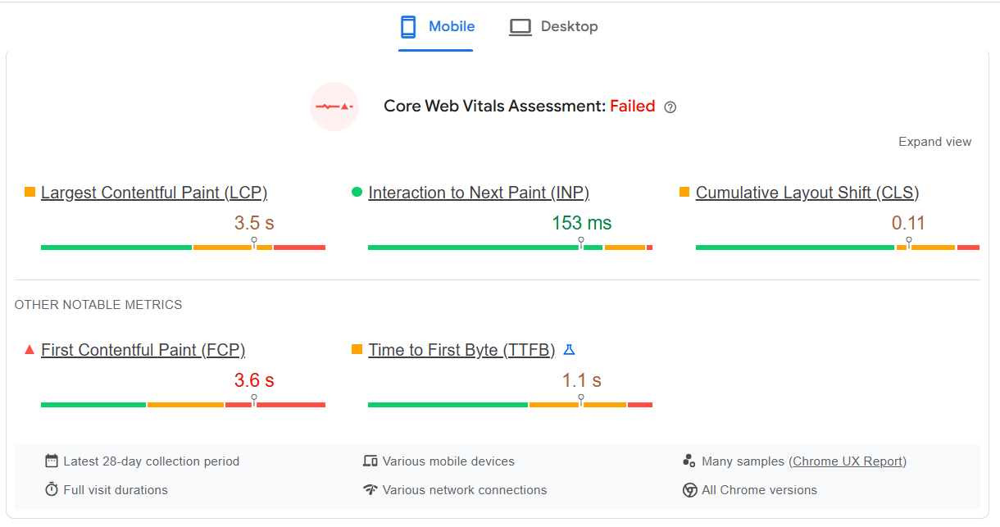 Mobile Desktop
Core Web Vitals Assessment: Failed
Expand view
Largest Contentful Paint (LCP)
3.5 s
Interaction to Next Paint (INP)
153 ms
Cumulative Layout Shift (CLS)
0.11
OTHER NOTABLE METRICS
First Contentful Paint (FCP)
3.6 s
Time to First Byte (TTFB)
1.1 s
Latest 28-day collection period
Various mobile devices
Many samples (Chrome UX Report)
Full visit durations
Various network connections
All Chrome versions